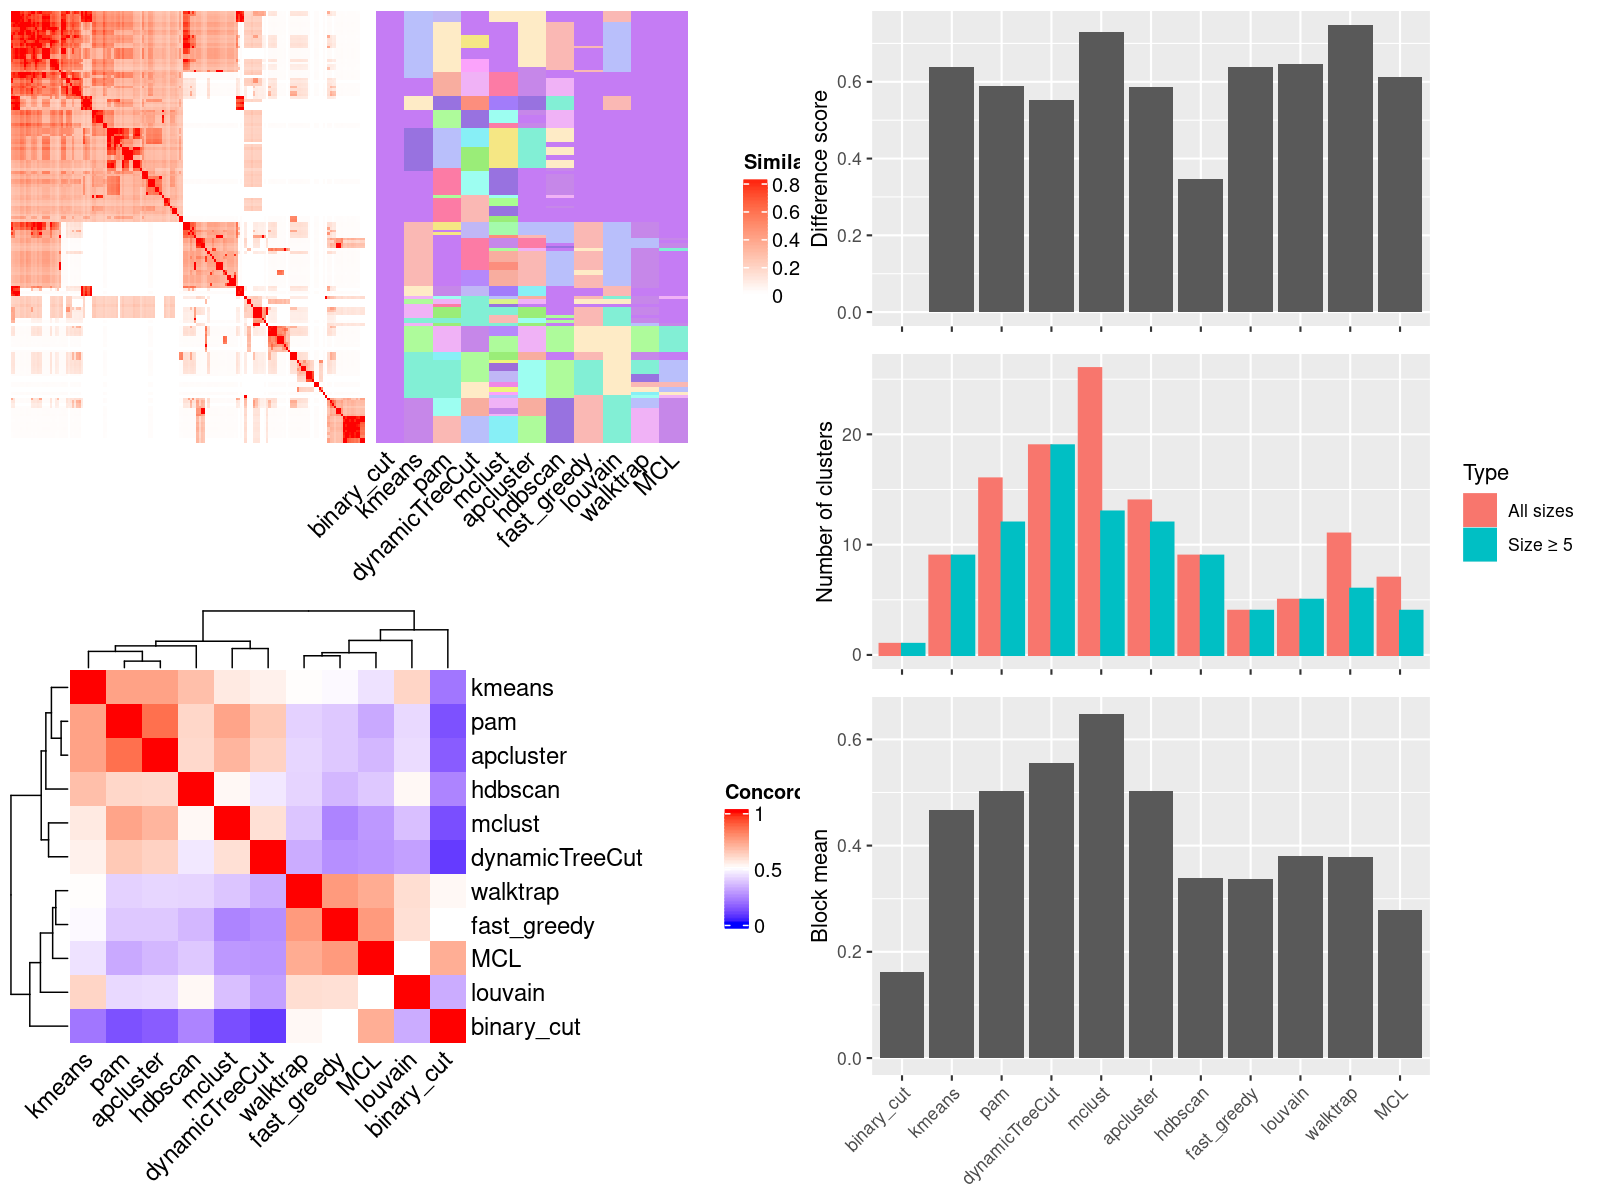 Simila
0.8
0.6
0.4
0.2
0
binary_cut
kmeans
pam
dynamicTreeCut
mclust
apcluster
hdbscan
fast_greedy
louvain
walktrap
MCL
Difference score
0.6
0.4
0.2
0.0
Number of clusters
20
10
0
Type
All sizes
Size ≥ 5
kmeans
pam
apcluster
hdbscan
mclust
dynamicTreeCut
walktrap
fast_greedy
MCL
louvain
binary_cut
kmeans
pam
apcluster
hdbscan
mclust
dynamicTreeCut
walktrap
fast_greedy
MCL
louvain
binary_cut
Concord
1
0.5
0
Block mean
0.6
0.4
0.2
0.0
binary_cut
kmeans
pam
dynamicTreeCut
mclust
apcluster
hdbscan
fast_greedy
louvain
walktrap
MCL